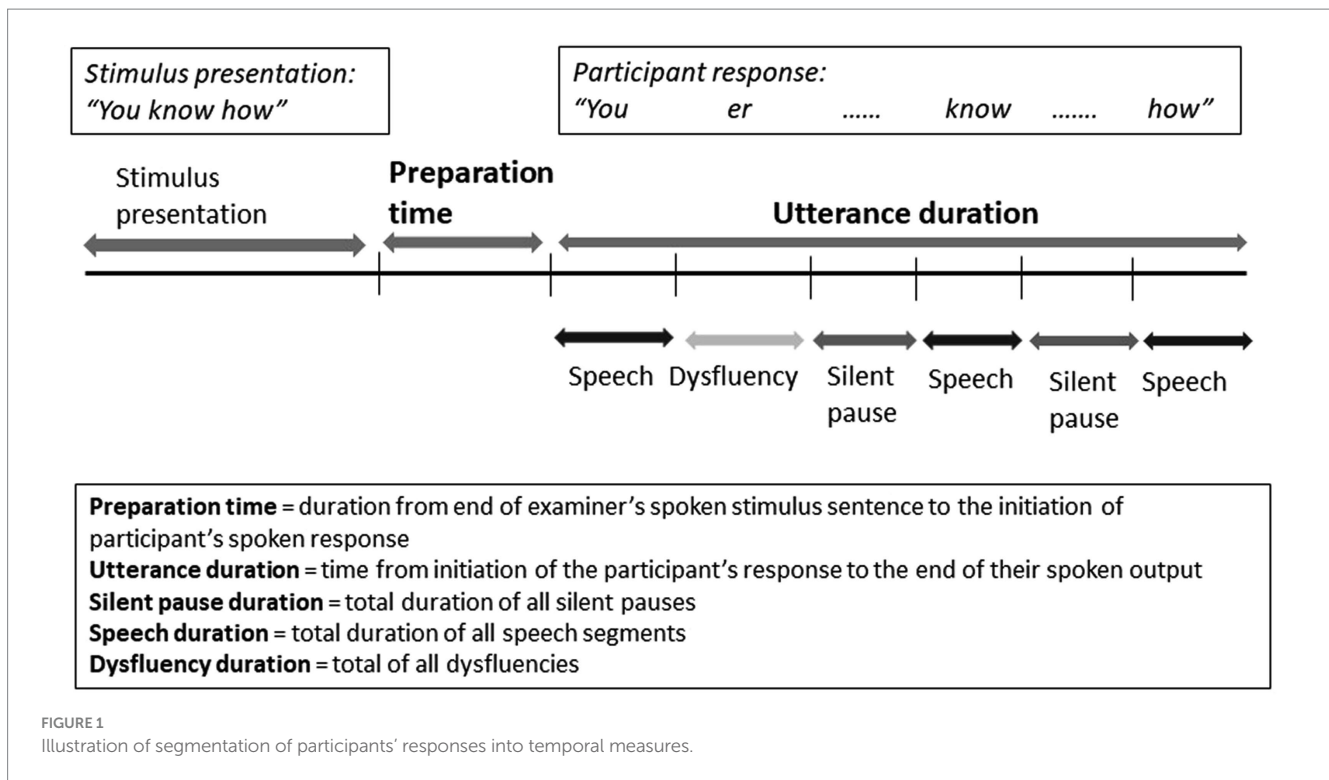 Stimulus presentation:
“You know how”
Participant response:
“You er ...... know ....... how”
Stimulus
presentation
Preparation
time
Utterance duration
Speech
Dysfluency
Silent
pause
Speech
Silent
pause
Speech
Preparation time = duration from end of examiner’s spoken stimulus sentence to the initiation of
participant’s spoken response
Utterance duration = time from initiation of the participant’s response to the end of their spoken output
Silent pause duration = total duration of all silent pauses
Speech duration = total duration of all speech segments
Dysfluency duration = total of all dysfluencies
FIGURE 1
Illustration of segmentation of participants’ responses into temporal measures.